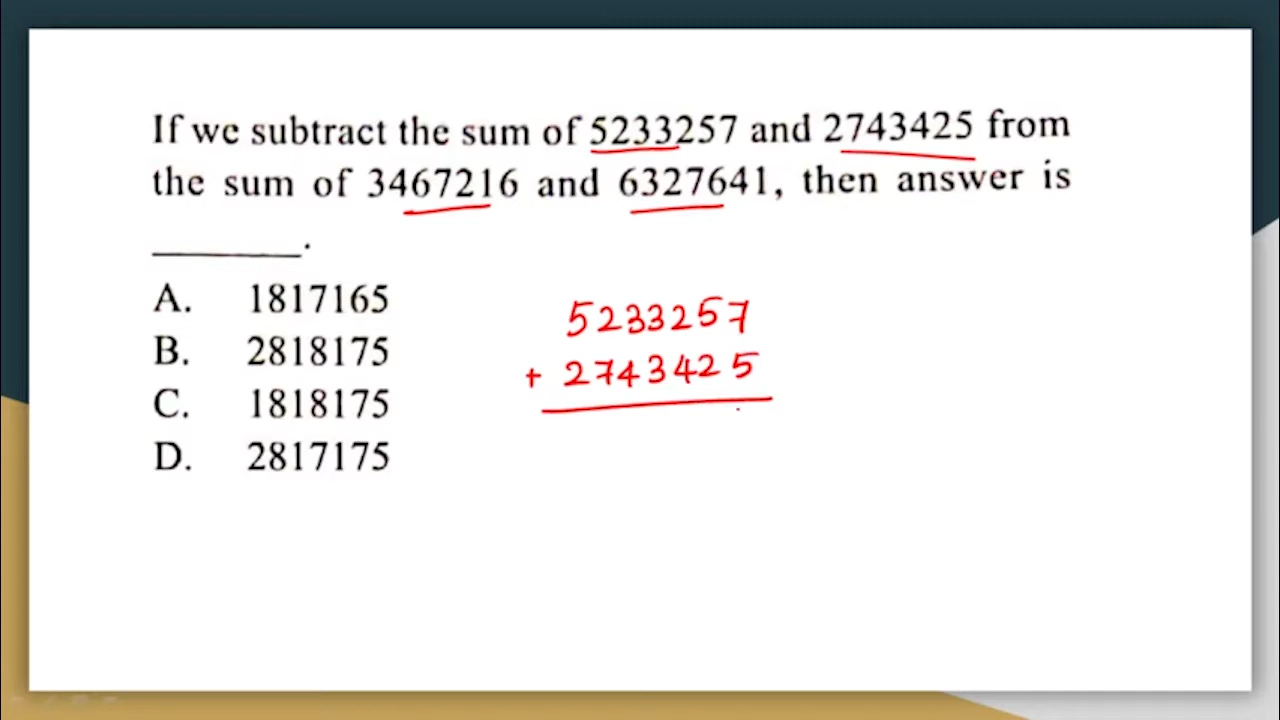 If we subtract the sum of 5233257 and 2743425 from
the sum of 3467216 and 6327641, then answer is
________.
A. 1817165
B. 2818175
C. 1818175
D. 2817175
5233257
+ 2743425